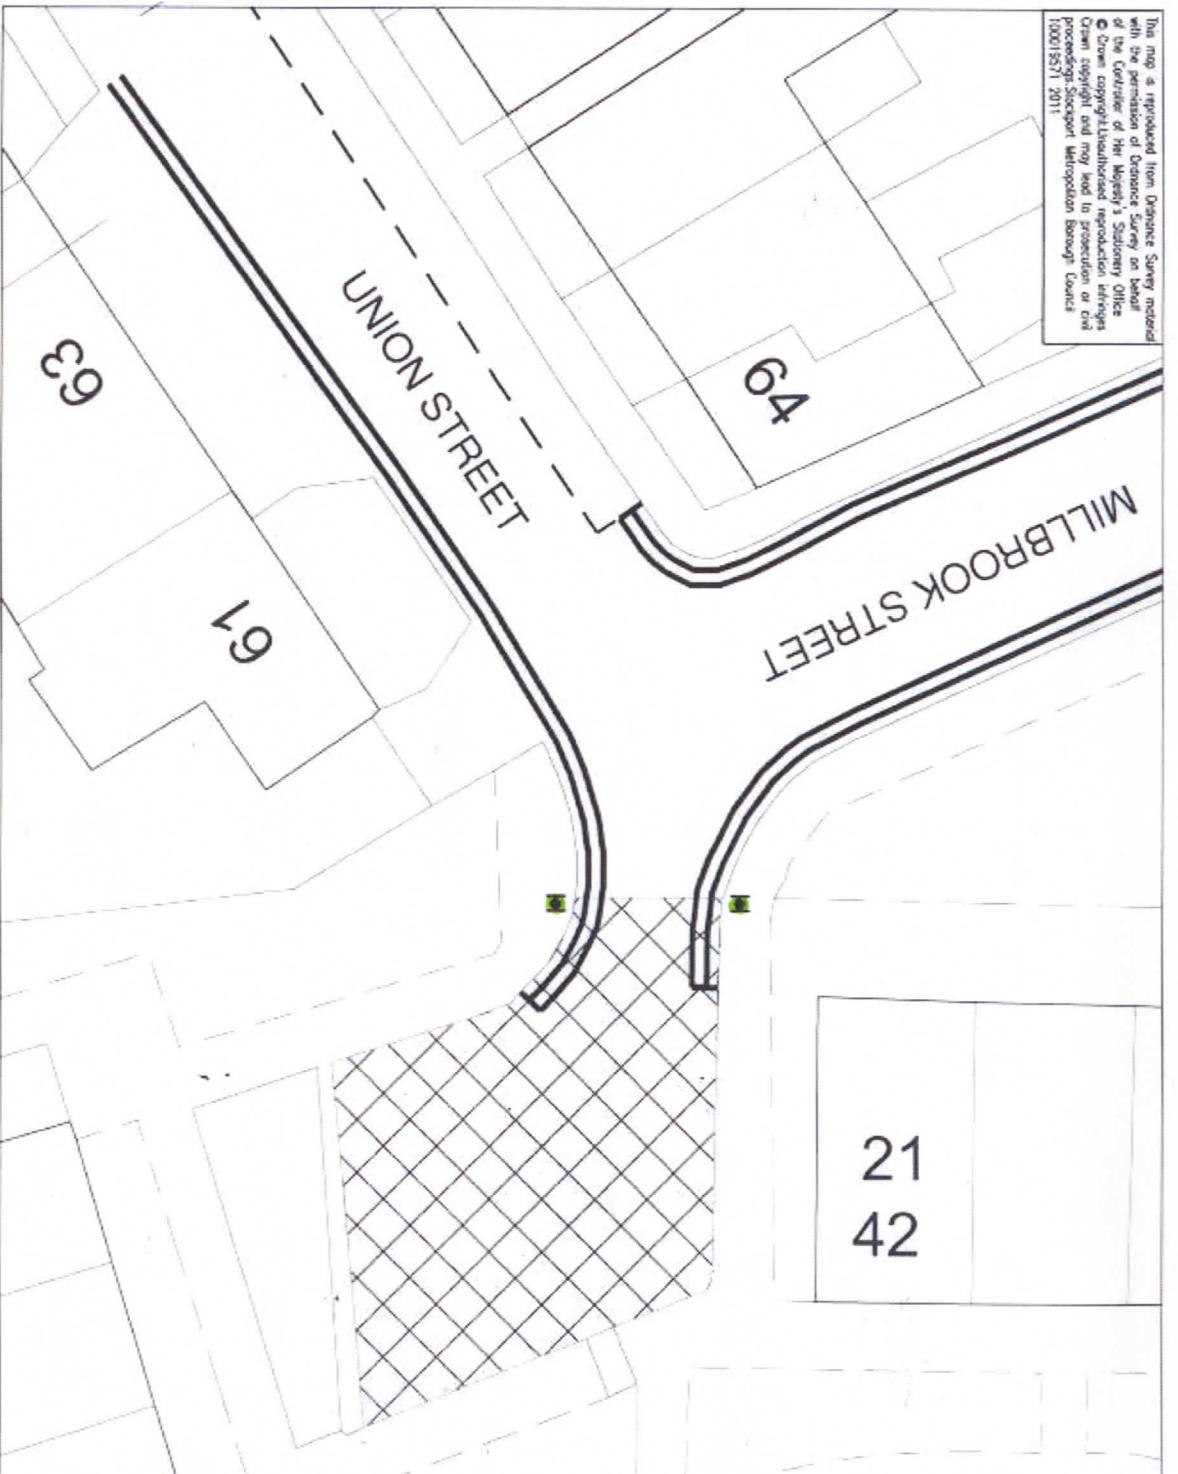 This map is reproduced from Ordnance Survey material
with the permission of Ordnance Survey on behalf
of the Controller of Her Majesty's Stationery Office
© Crown copyright.Unauthorised reproduction infringes
Crown copyright and may lead to prosecution or civil
proceedings.Stockport Metropolitan Borough Council
100019571 2011
UNION STREET
63
64
MILLBROOK STREET
61
21
42